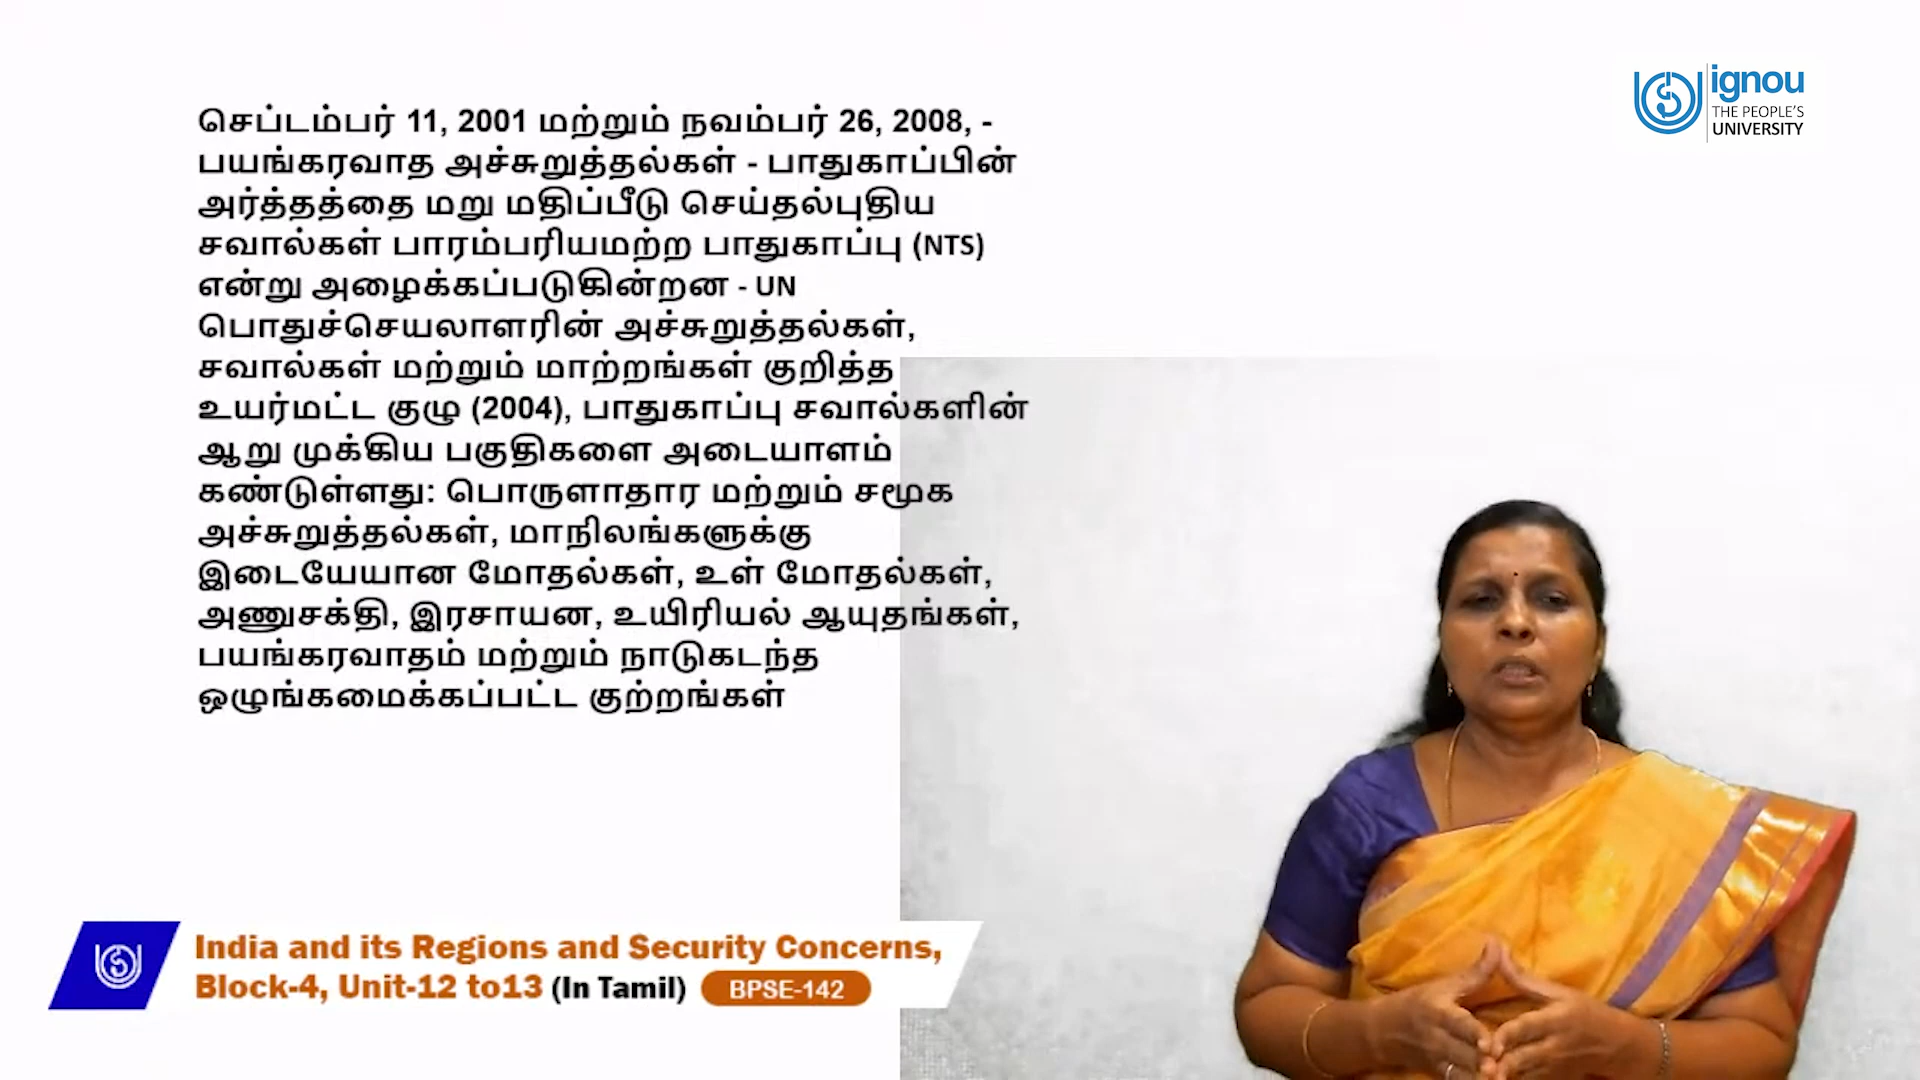 ignou
THE PEOPLE'S
UNIVERSITY
செப்டம்பர் 11, 2001 மற்றும் நவம்பர் 26, 2008, -
பயங்கரவாத அச்சுறுத்தல்கள் - பாதுகாப்பின்
அர்த்தத்தை மறு மதிப்பீடு செய்தல்புதிய
சவால்கள் பாரம்பரியமற்ற பாதுகாப்பு (NTS)
என்று அழைக்கப்படுகின்றன - UN
பொதுச்செயலாளரின் அச்சுறுத்தல்கள்,
சவால்கள் மற்றும் மாற்றங்கள் குறித்த
உயர்மட்ட குழு (2004), பாதுகாப்பு சவால்களின்
ஆறு முக்கிய பகுதிகளை அடையாளம்
கண்டுள்ளது: பொருளாதார மற்றும் சமூக
அச்சுறுத்தல்கள், மாநிலங்களுக்கு
இடையேயான மோதல்கள், உள் மோதல்கள்,
அணுசக்தி, இரசாயன, உயிரியல் ஆயுதங்கள்,
பயங்கரவாதம் மற்றும் நாடுகடந்த
ஒழுங்கமைக்கப்பட்ட குற்றங்கள்
India and its Regions and Security Concerns,
Block-4, Unit-12 to13 (In Tamil) BPSE-142